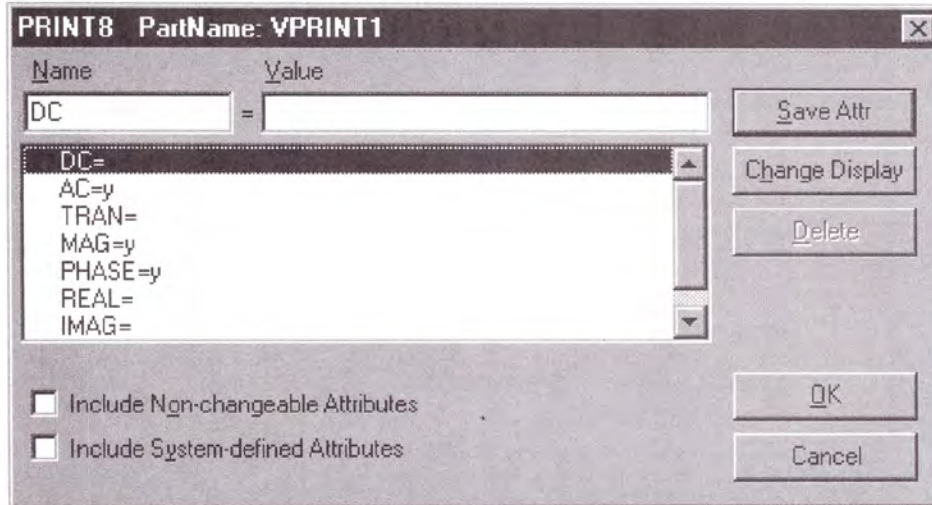 PRINT8 PartName: VPRINT1
Name Value
DC =
Save Attr
DC=
AC=y
TRAN=
MAG=y
PHASE=y
REAL=
IMAG=
Change Display
Delete
Include Non-changeable Attributes
Include System-defined Attributes
OK
Cancel